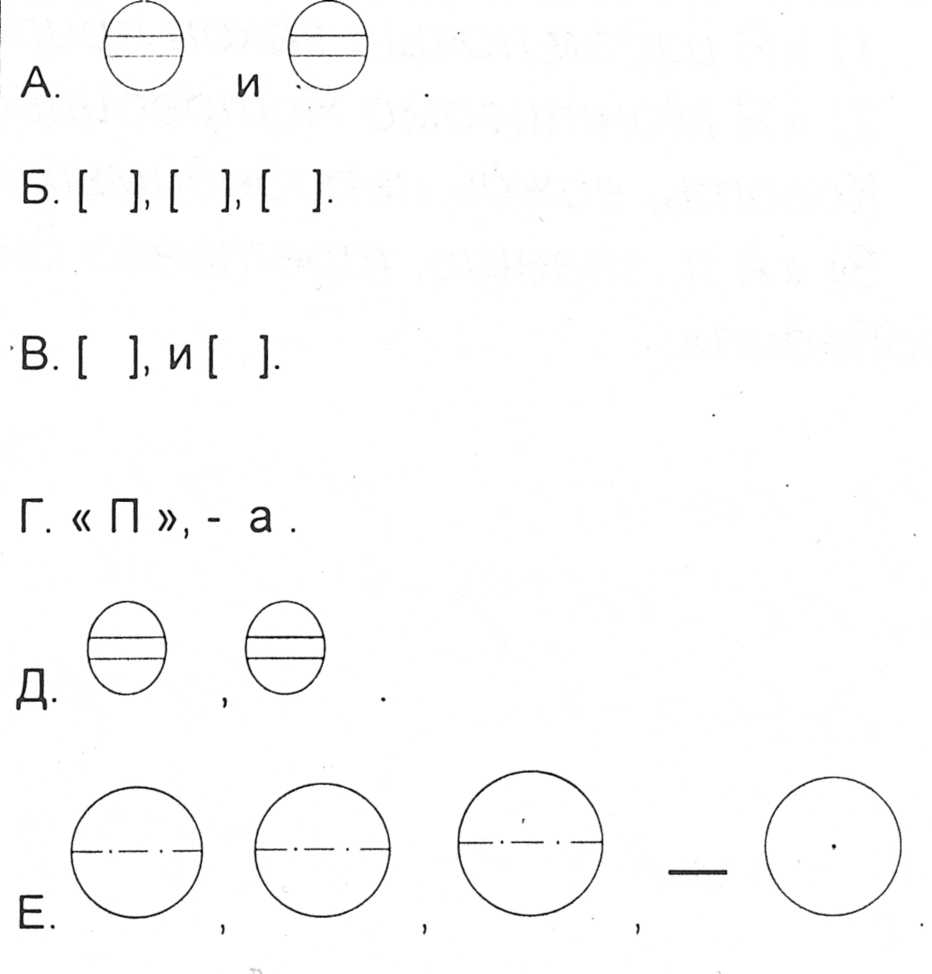 А. и .
Б. [ ], [ ], [ ].
В. [ ], и [ ].
Г. « П », - а .
Д. , .
Е. , , , — .